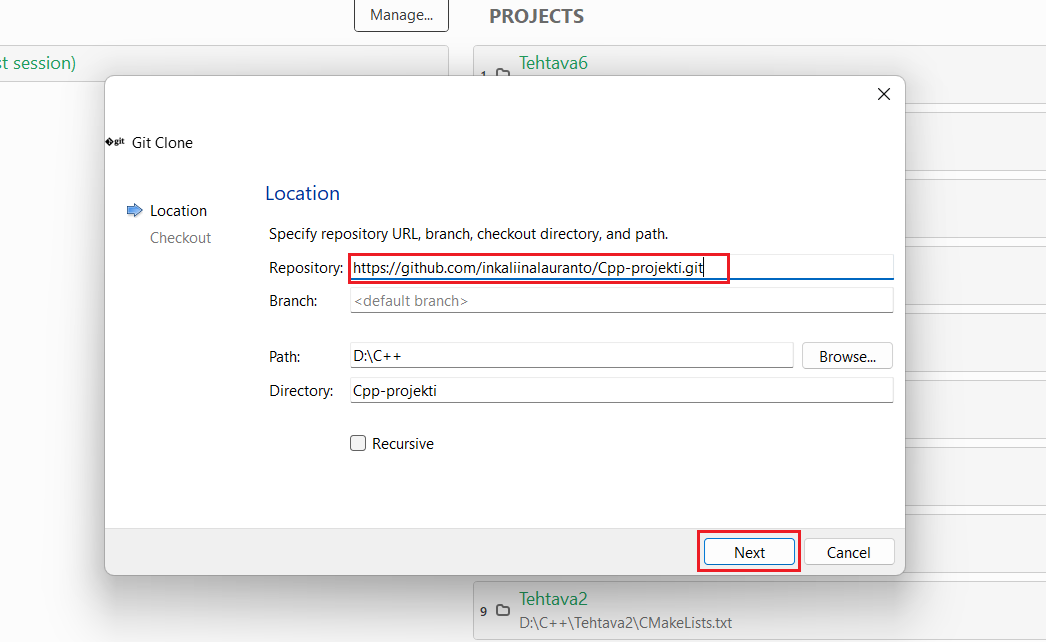 Manage...
PROJECTS
st session)
1
Tehtava6
git Git Clone
Location
Checkout
Location
Specify repository URL, branch, checkout directory, and path.
Repository: https://github.com/inkaliinalauranto/Cpp-projekti.git
Branch: <default branch>
Path: D:\C++ Browse...
Directory: Cpp-projekti
Recursive
Next Cancel
9 Tehtava2
D:\C++\Tehtava2\CMakeLists.txt